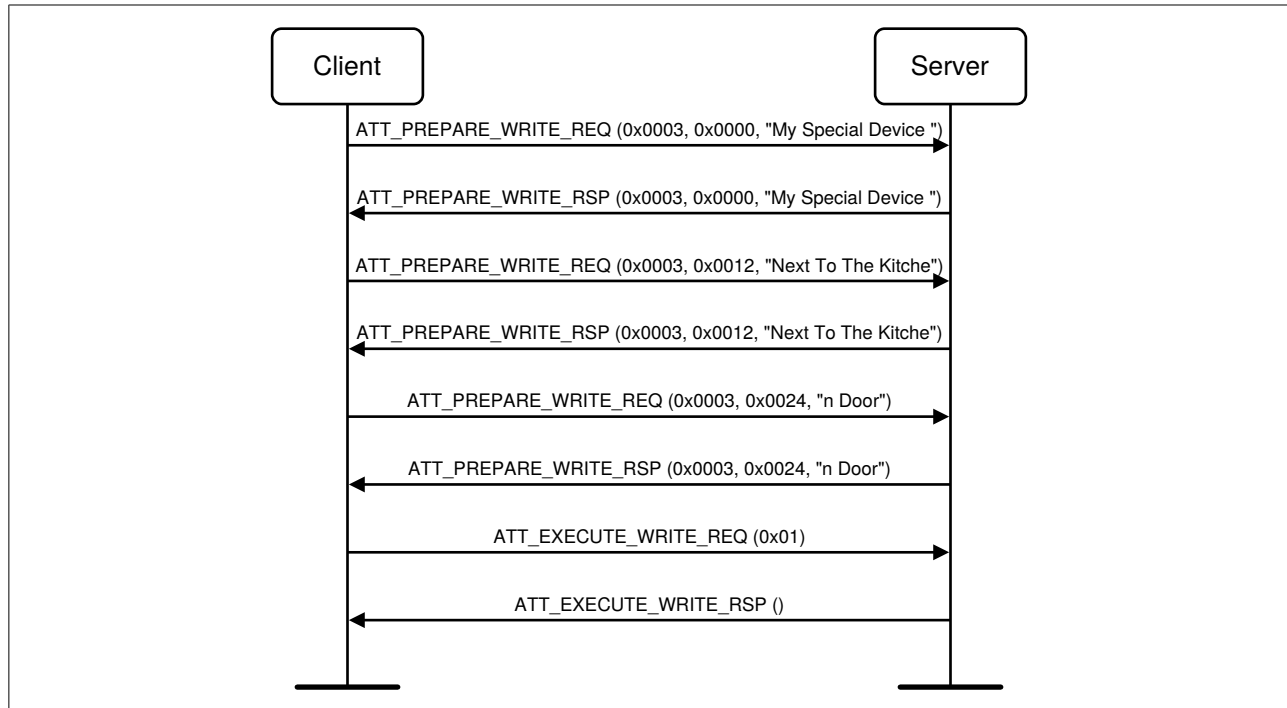 Client
Server
ATT_PREPARE_WRITE_REQ (0x0003, 0x0000, "My Special Device ")
ATT_PREPARE_WRITE_RSP (0x0003, 0x0000, "My Special Device ")
ATT_PREPARE_WRITE_REQ (0x0003, 0x0012, "Next To The Kitche")
ATT_PREPARE_WRITE_RSP (0x0003, 0x0012, "Next To The Kitche")
ATT_PREPARE_WRITE_REQ (0x0003, 0x0024, "n Door")
ATT_PREPARE_WRITE_RSP (0x0003, 0x0024, "n Door")
ATT_EXECUTE_WRITE_REQ (0x01)
ATT_EXECUTE_WRITE_RSP ()